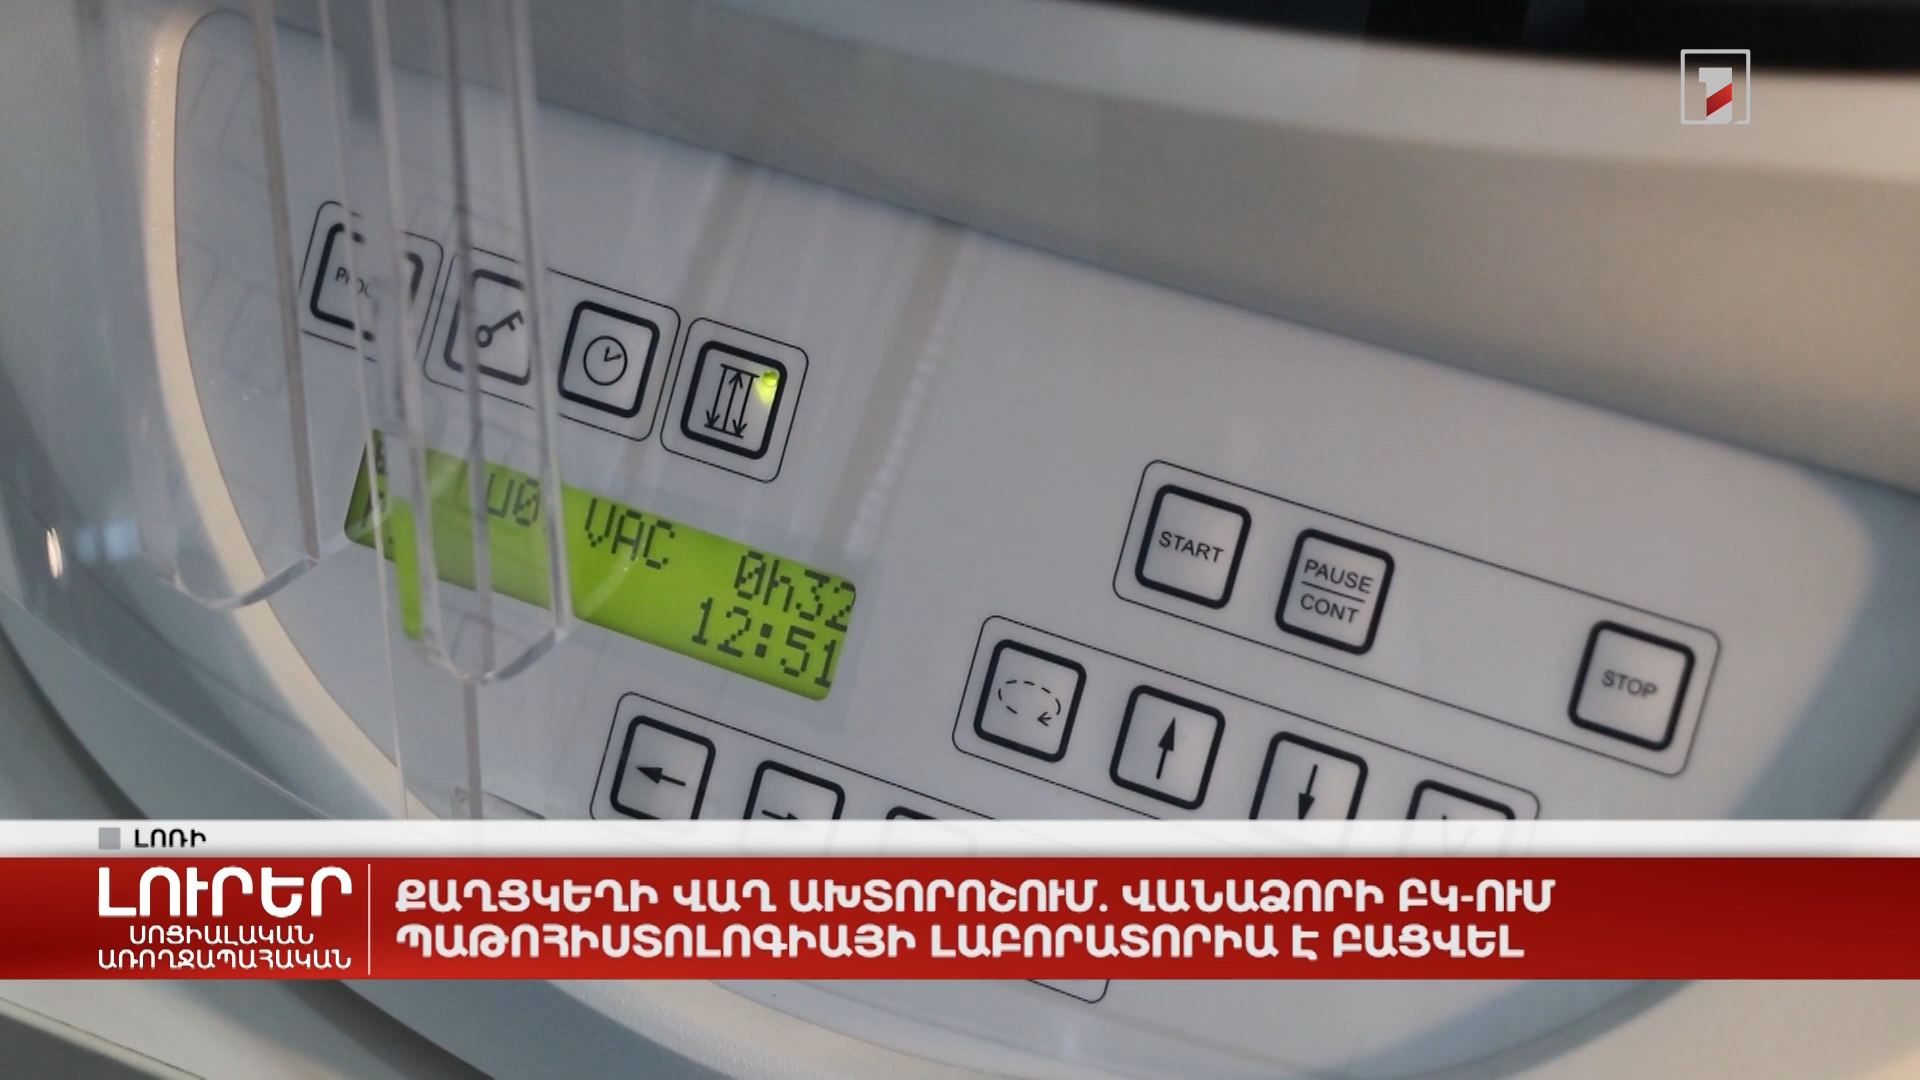 VAC 0h32
12:51
START
PAUSE
CONT
STOP
ԼՈՌԻ
ԼՈՒՐԵՐ
ՍՈՑԻԱԼԱԿԱՆ
ԱՌՈՂՋԱՊԱՀԱԿԱՆ
ՔԱՂՑԿԵՂԻ ՎԱՂ ԱԽՏՈՐՈՇՈՒՄ. ՎԱՆԱՁՈՐԻ ԲԿ-ՈՒՄ
ՊԱԹՈՀԻՍՏՈԼՈԳԻԱՅԻ ԼԱԲՈՐԱՏՈՐԻԱ Է ԲԱՑՎԵԼ